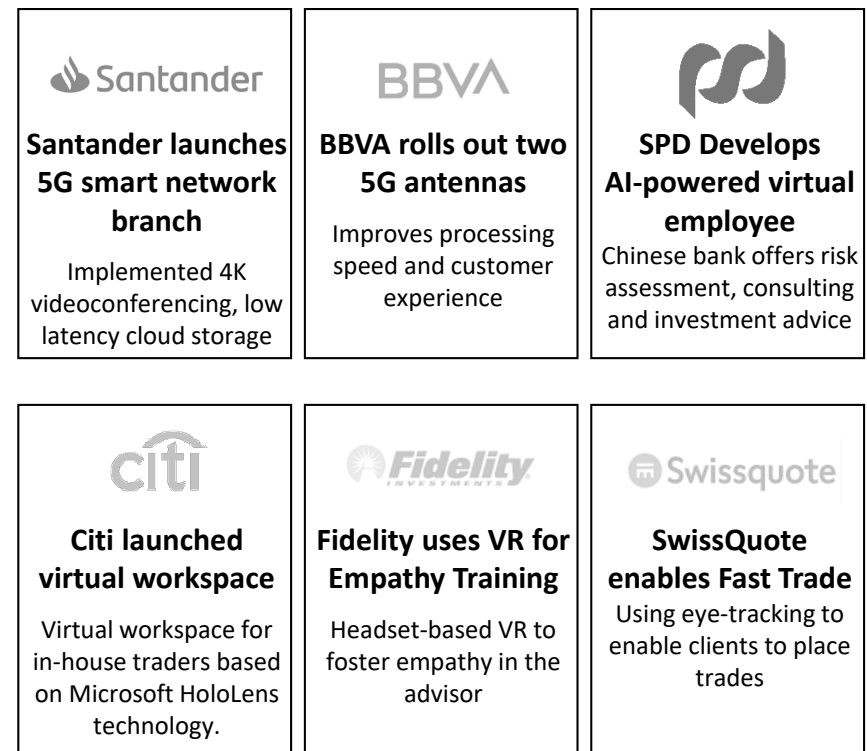 Santander
Santander launches
5G smart network
branch
Implemented 4K
videoconferencing, low
latency cloud storage
BBVA
BBVA rolls out two
5G antennas
Improves processing
speed and customer
experience
SPD Develops
AI-powered virtual
employee
Chinese bank offers risk
assessment, consulting
and investment advice
citi
Citi launched
virtual workspace
Virtual workspace for
in-house traders based
on Microsoft HoloLens
technology.
Fidelity
INVESTMENTS
Fidelity uses VR for
Empathy Training
Headset-based VR to
foster empathy in the
advisor
Swissquote
SwissQuote
enables Fast Trade
Using eye-tracking to
enable clients to place
trades